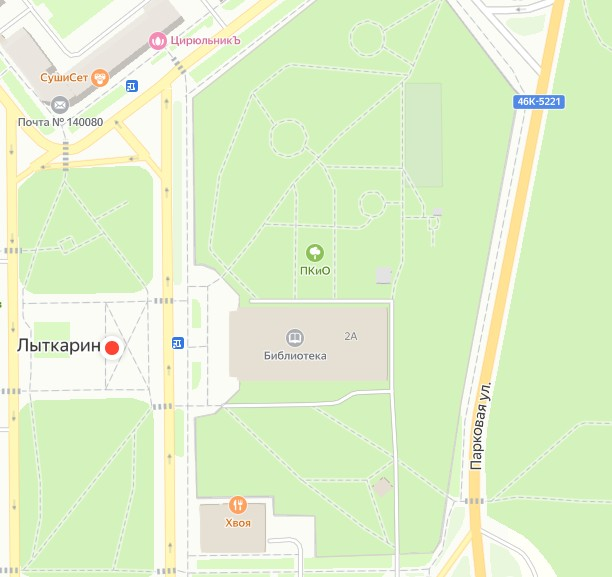 ЦирюльникЪ
СушиСет
Почта № 140080
46К-5221
ПКиО
Лыткарин
2А
Библиотека
Парковая ул.
Хвоя